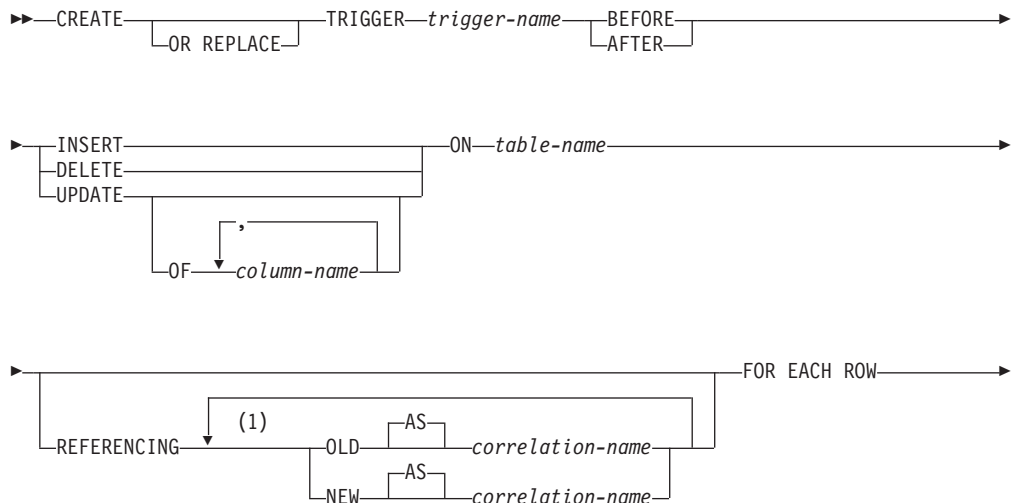 CREATE TRIGGER trigger-name BEFORE
OR REPLACE AFTER
INSERT ON table-name
DELETE
UPDATE
,
OF column-name
FOR EACH ROW
(1) AS
REFERENCING OLD correlation-name
AS
NEW correlation-name